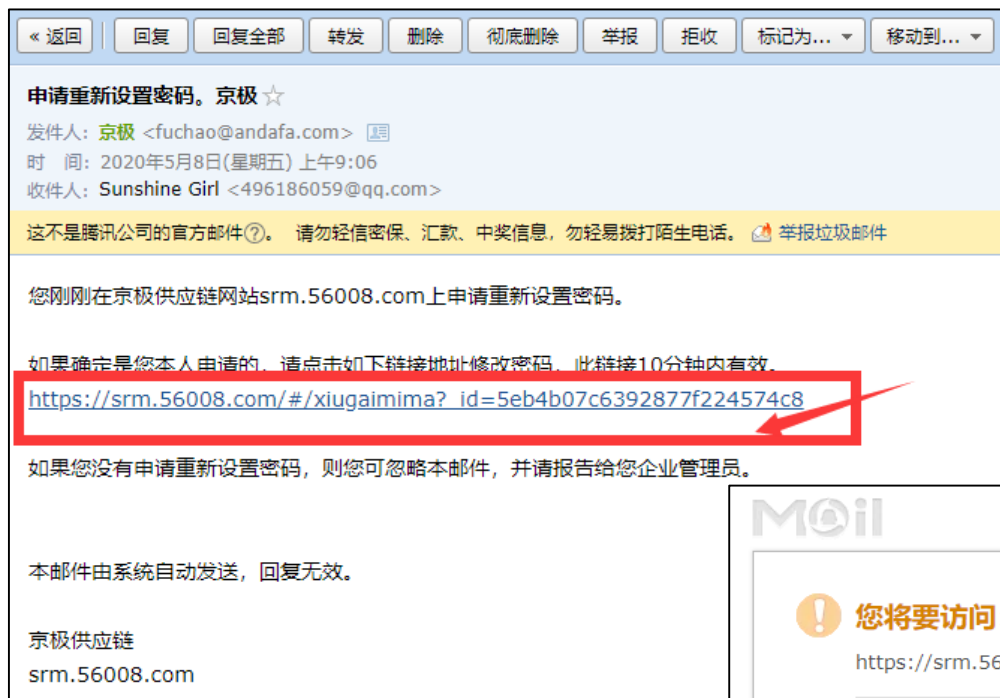 « 返回 回复 回复全部 转发 删除 彻底删除 举报 拒收 标记为... 移动到...
申请重新设置密码。京极
发件人：京极 <fuchao@andafa.com>
时 间：2020年5月8日(星期五) 上午9:06
收件人：Sunshine Girl <496186059@qq.com>
这不是腾讯公司的官方邮件?。 请勿轻信密保、汇款、中奖信息，勿轻易拨打陌生电话。 举报垃圾邮件
您刚刚在京极供应链网站srm.56008.com上申请重新设置密码。
如果确定是您本人申请的，请点击如下链接地址修改密码，此链接10分钟内有效。
https://srm.56008.com/#/xiugaimima?_id=5eb4b07c6392877f224574c8
如果您没有申请重新设置密码，则您可忽略本邮件，并请报告给您企业管理员。
本邮件由系统自动发送，回复无效。
京极供应链
srm.56008.com
MAil
您将要访问
https://srm.56